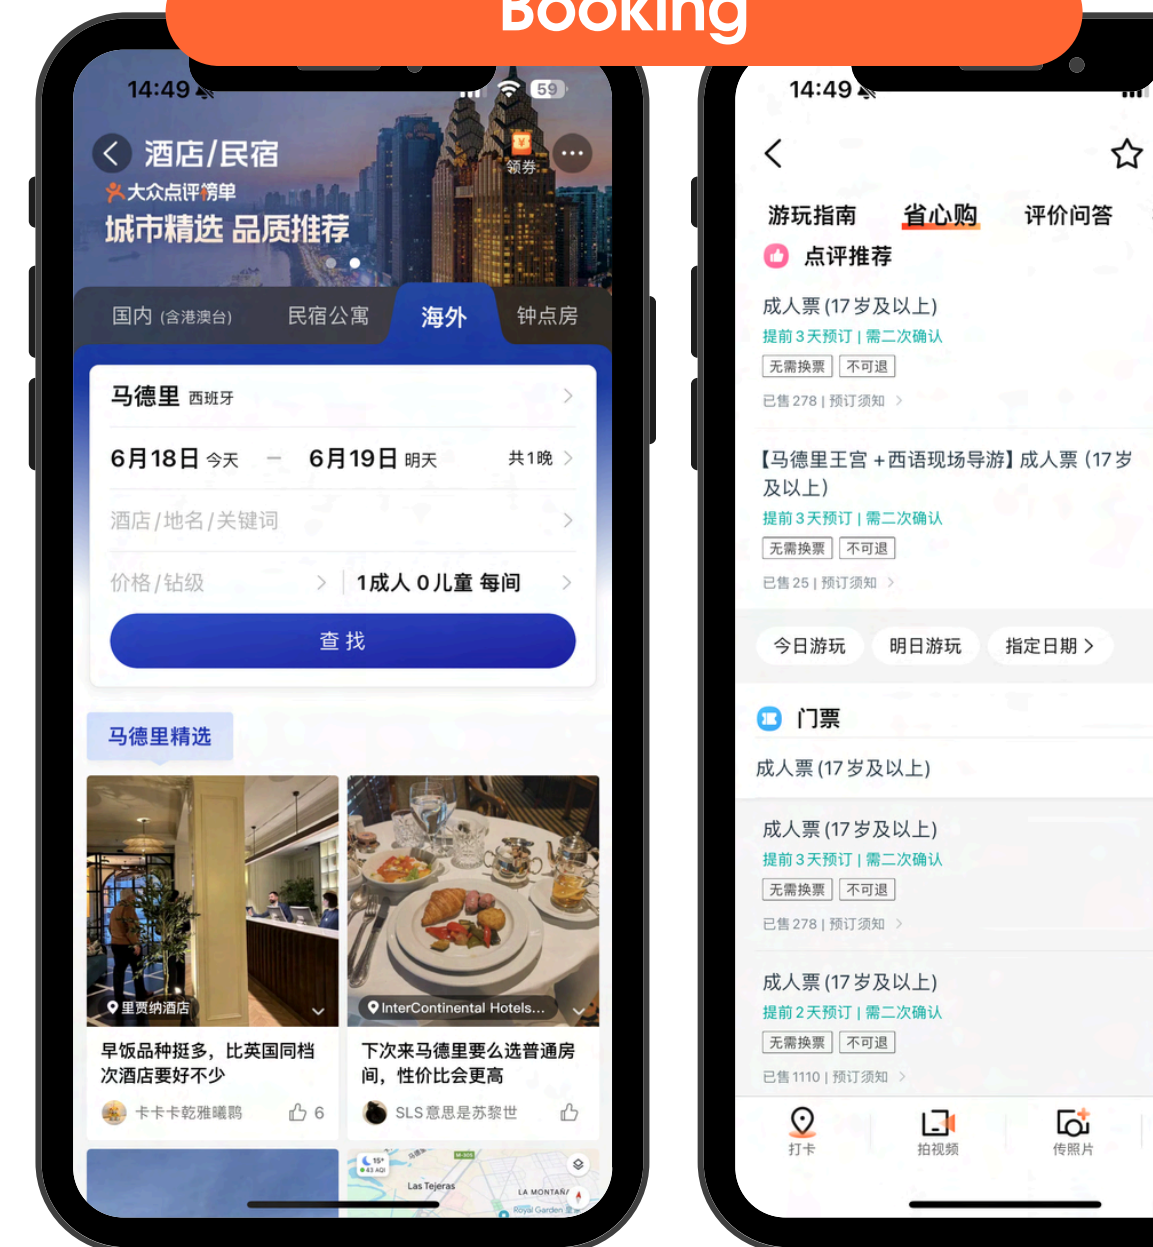 Booking
14:49
59
酒店/民宿
领券
大众点评榜单
城市精选 品质推荐
国内 (含港澳台)
民宿公寓
海外
钟点房
马德里 西班牙
6月18日 今天 — 6月19日 明天 共1晚
酒店/地名/关键词
价格/钻级
1成人 0儿童 每间
查找
马德里精选
里贾纳酒店
InterContinental Hotels...
早饭品种挺多，比英国同档
次酒店要好不少
卡卡卡乾雅曦鹮
6
下次来马德里要么选普通房
间，性价比会更高
SLS意思是苏黎世
15°
43 AQI
M-305
Las Tejeras
LA MONTAÑA
Royal Garden
14:49
游玩指南
省心购
评价问答
点评推荐
成人票 (17岁及以上)
提前3天预订 | 需二次确认
无需换票
不可退
已售278 | 预订须知
【马德里王宫 +西语现场导游】成人票 (17岁
及以上)
提前3天预订 | 需二次确认
无需换票
不可退
已售25 | 预订须知
今日游玩
明日游玩
指定日期
门票
成人票 (17岁及以上)
成人票 (17岁及以上)
提前3天预订 | 需二次确认
无需换票
不可退
已售278 | 预订须知
成人票 (17岁及以上)
提前2天预订 | 需二次确认
无需换票
不可退
已售1110 | 预订须知
打卡
拍视频
传照片